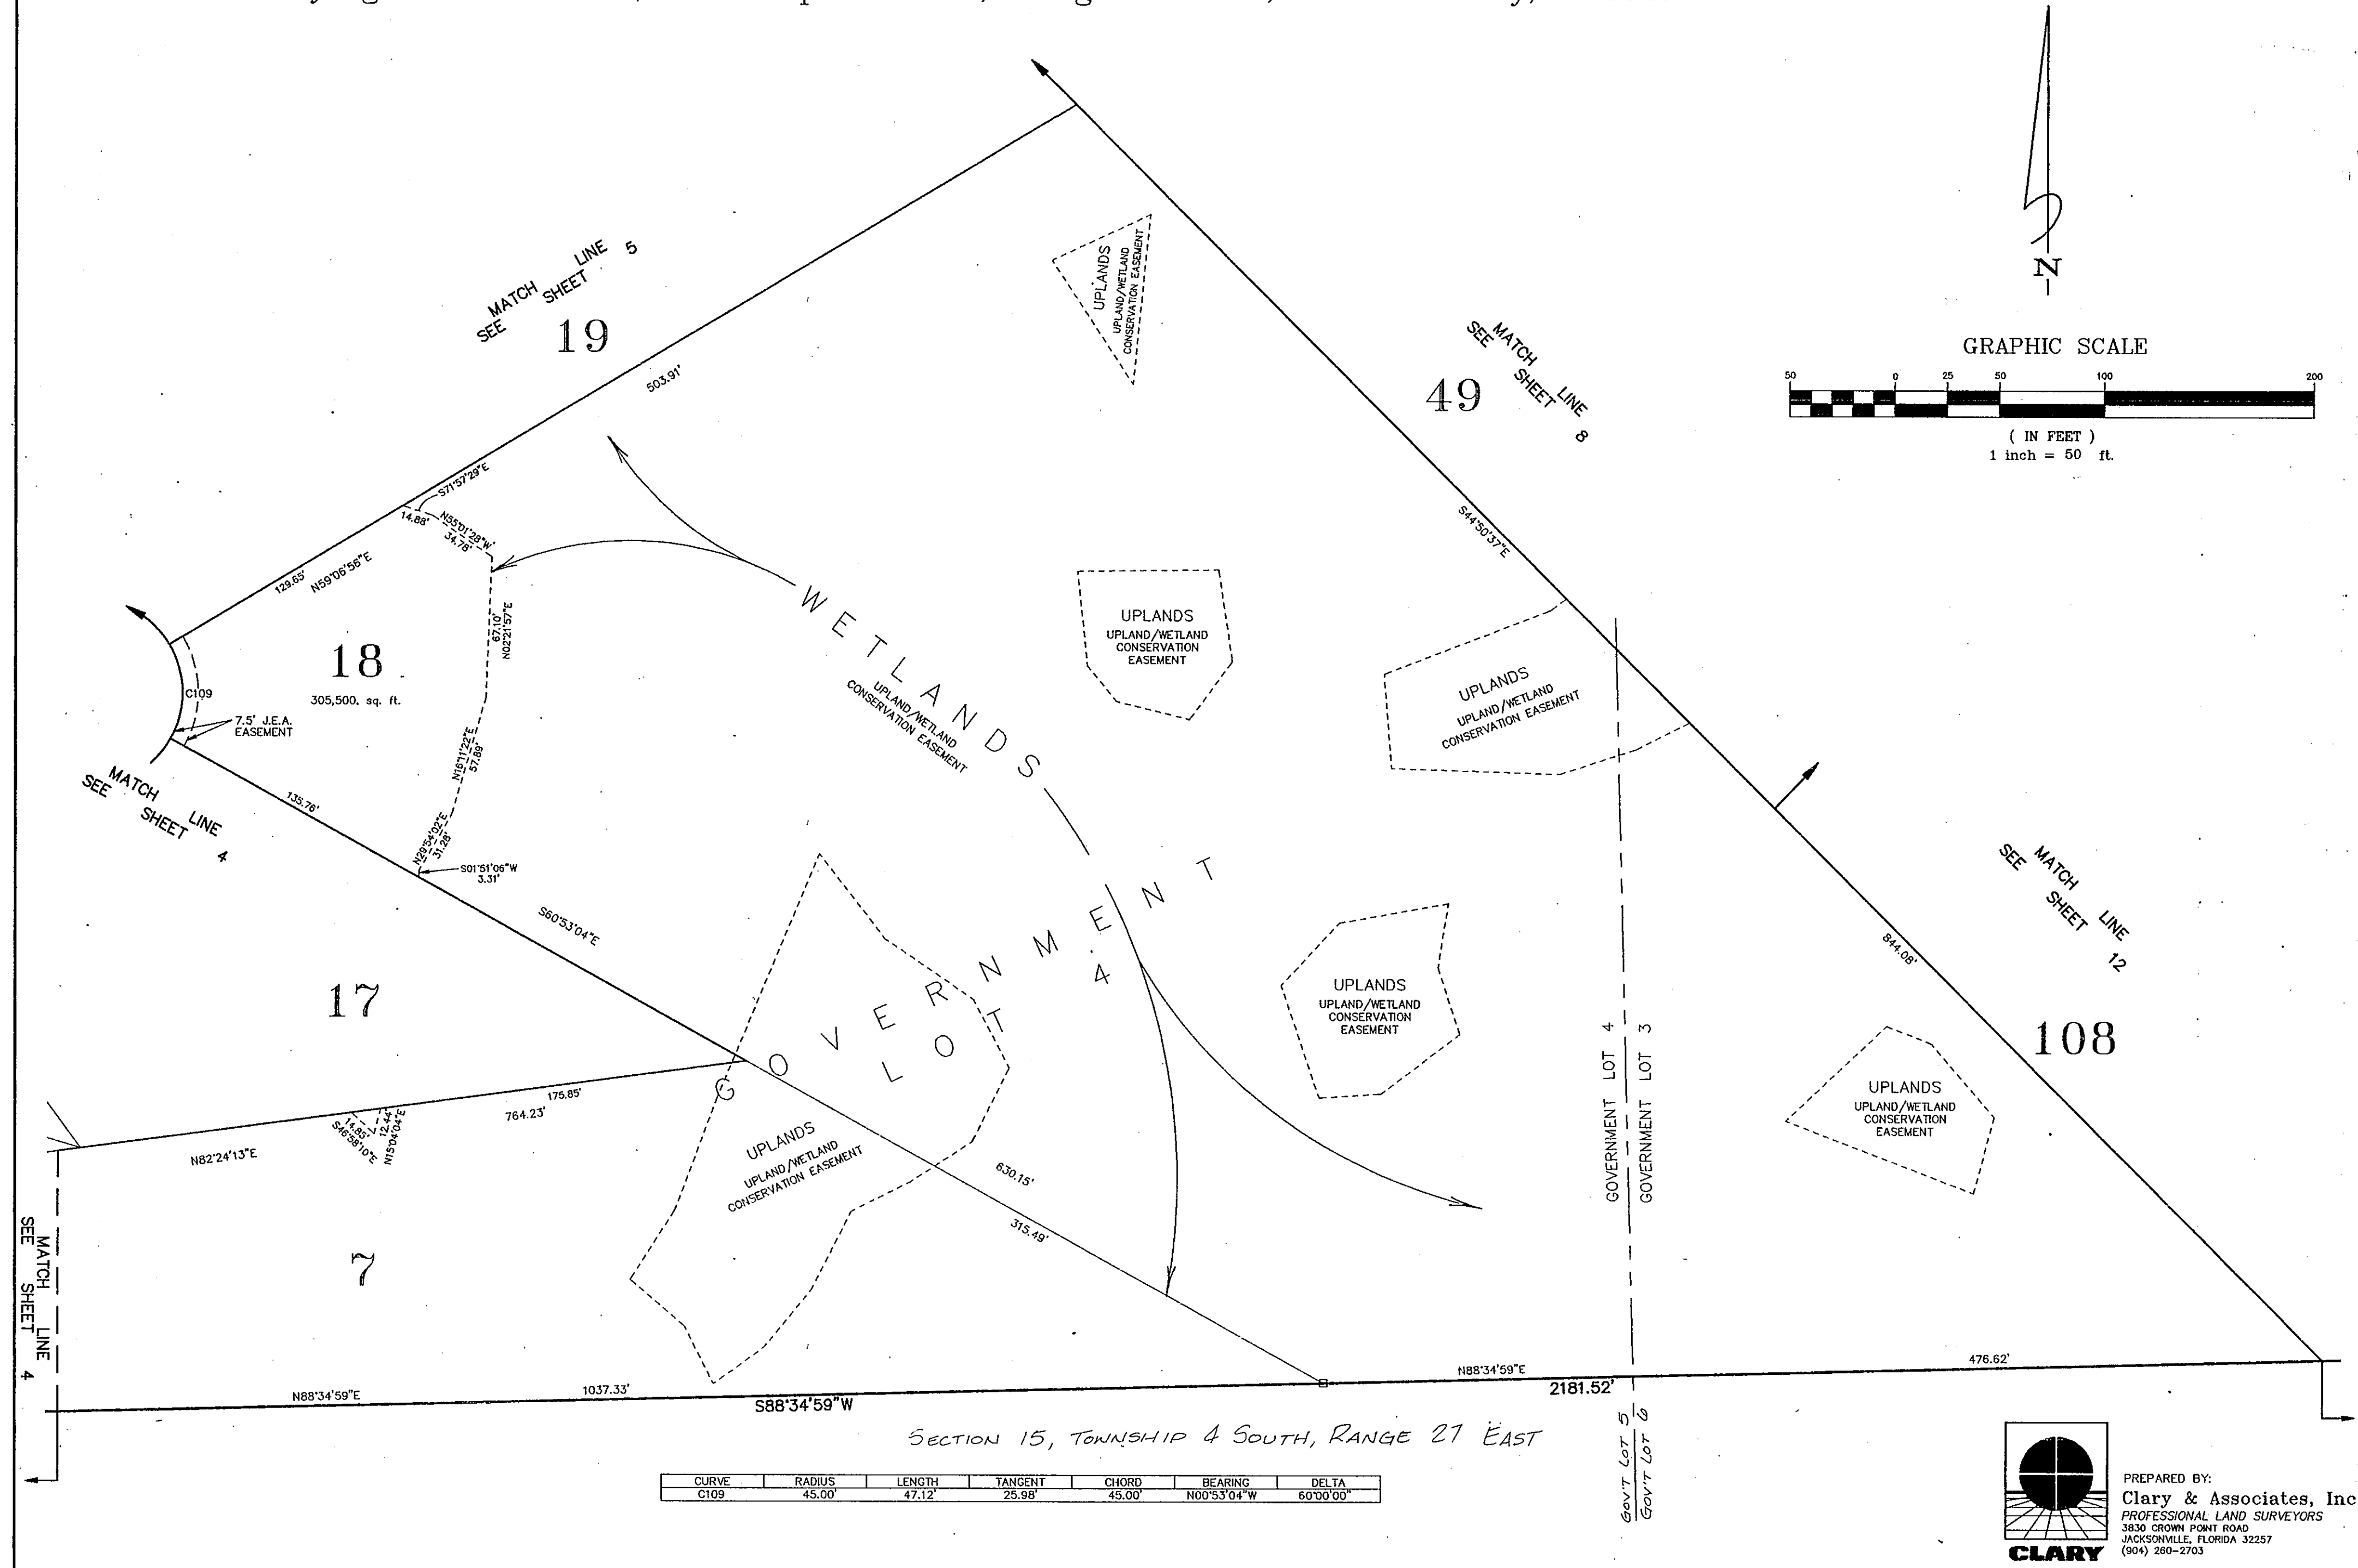 MATCH LINE
SEE SHEET 5
19
503.91'
S71°57'29"E
14.88'
N55°01'28"W
34.78'
129.65'
N59°06'56"E
67.10'
N02°21'57"E
18
305,500. sq. ft.
C109
7.5' J.E.A.
EASEMENT
MATCH LINE
SEE SHEET 4
135.76'
N16°11'22"E
57.89'
N29°54'02"E
31.28'
S01°51'06"W
3.31'
S60°53'04"E
17
175.85'
764.23'
N82°24'13"E
14.85'
S46°58'10"E
12.44'
N15°04'04"E
7
MATCH LINE
SEE SHEET 4
UPLANDS
UPLAND/WETLAND
CONSERVATION EASEMENT
WETLANDS
UPLAND/WETLAND
CONSERVATION EASEMENT
UPLANDS
UPLAND/WETLAND
CONSERVATION
EASEMENT
UPLANDS
UPLAND/WETLAND
CONSERVATION EASEMENT
GOVERNMENT
LOT 4
UPLANDS
UPLAND/WETLAND
CONSERVATION EASEMENT
UPLANDS
UPLAND/WETLAND
CONSERVATION
EASEMENT
UPLANDS
UPLAND/WETLAND
CONSERVATION
EASEMENT
630.15'
315.49'
49
MATCH LINE
SEE SHEET 8
S44°50'37"E
844.08'
MATCH LINE
SEE SHEET 12
108
GOVERNMENT LOT 4
GOVERNMENT LOT 3
N
GRAPHIC SCALE
50 0 25 50 100 200
( IN FEET )
1 inch = 50 ft.
N88°34'59"E
1037.33'
S88°34'59"W
N88°34'59"E
2181.52'
476.62'
SECTION 15, TOWNSHIP 4 SOUTH, RANGE 27 EAST
GOV'T LOT 5
GOV'T LOT 6
CURVE RADIUS LENGTH TANGENT CHORD BEARING DELTA
C109 45.00' 47.12' 25.98' 45.00' N00°53'04"W 60°00'00"
CLARY
PREPARED BY:
Clary & Associates, Inc
PROFESSIONAL LAND SURVEYORS
3830 CROWN POINT ROAD
JACKSONVILLE, FLORIDA 32257
(904) 260-2703